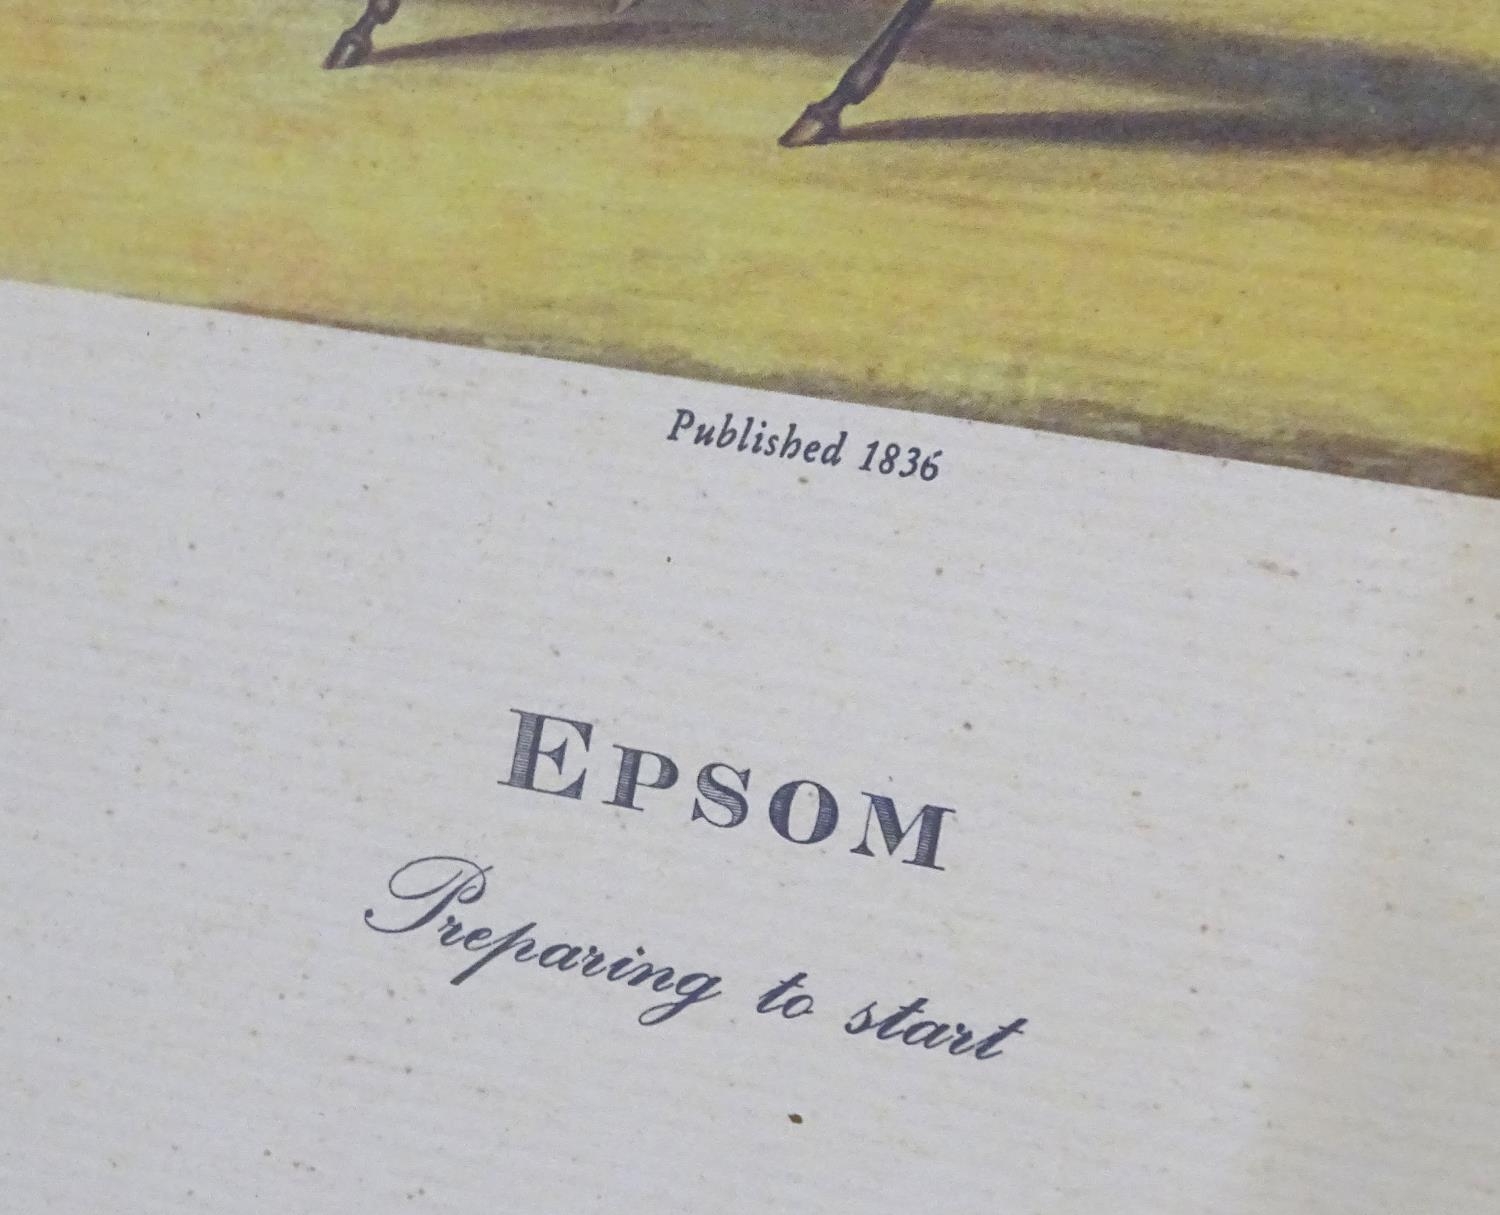 Published 1836
EPSOM
Preparing to start